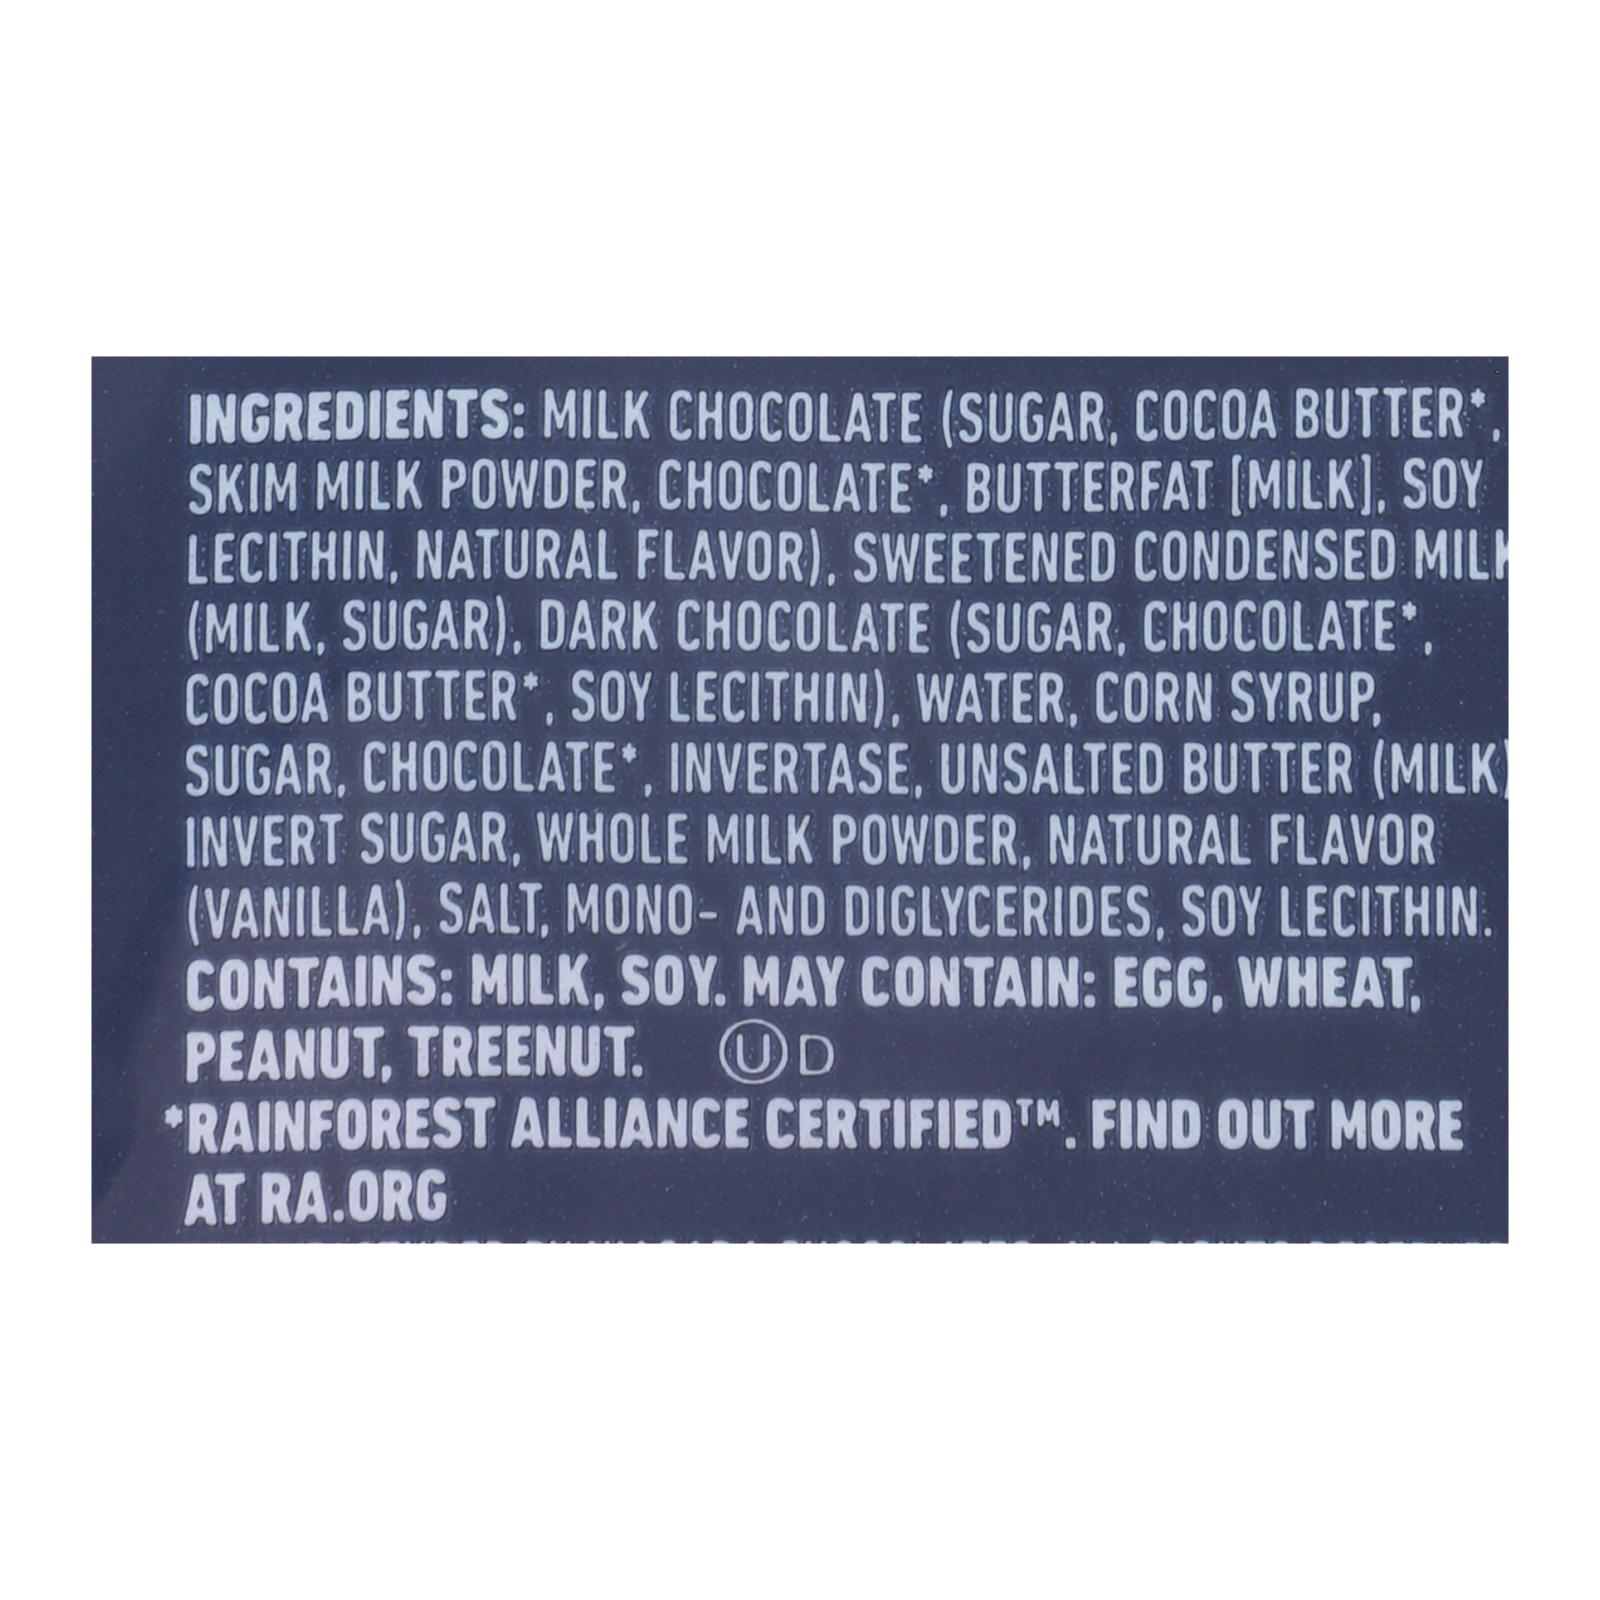 INGREDIENTS: MILK CHOCOLATE (SUGAR, COCOA BUTTER*,
SKIM MILK POWDER, CHOCOLATE*, BUTTERFAT [MILK], SOY
LECITHIN, NATURAL FLAVOR), SWEETENED CONDENSED MILK
(MILK, SUGAR), DARK CHOCOLATE (SUGAR, CHOCOLATE*,
COCOA BUTTER*, SOY LECITHIN), WATER, CORN SYRUP,
SUGAR, CHOCOLATE*, INVERTASE, UNSALTED BUTTER (MILK)
INVERT SUGAR, WHOLE MILK POWDER, NATURAL FLAVOR
(VANILLA), SALT, MONO- AND DIGLYCERIDES, SOY LECITHIN.
CONTAINS: MILK, SOY. MAY CONTAIN: EGG, WHEAT,
PEANUT, TREENUT. Ⓤ D
*RAINFOREST ALLIANCE CERTIFIED™. FIND OUT MORE
AT RA.ORG